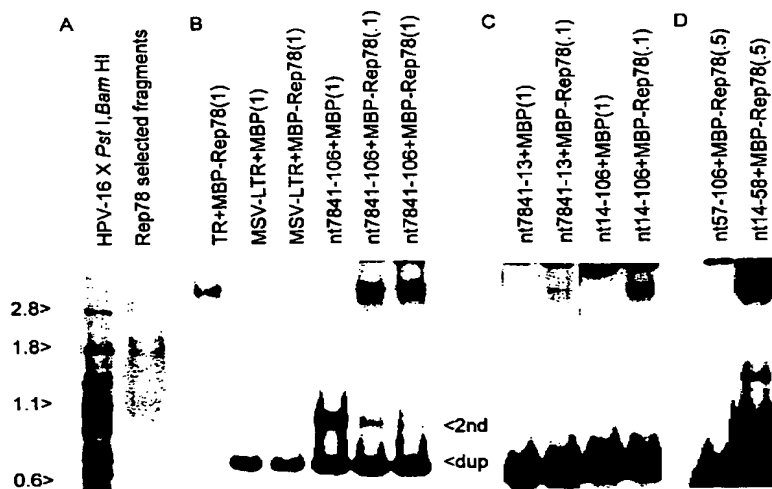 A
HPV-16 X Pst I,Bam HI
Rep78 selected fragments
2.8>
1.8>
1.1>
0.6>
B
TR+MBP-Rep78(1)
MSV-LTR+MBP(1)
MSV-LTR+MBP-Rep78(1)
nt7841-106+MBP(1)
nt7841-106+MBP-Rep78(.1)
nt7841-106+MBP-Rep78(1)
<2nd
<dup
C
nt7841-13+MBP(1)
nt7841-13+MBP-Rep78(.1)
nt14-106+MBP(1)
nt14-106+MBP-Rep78(.1)
D
nt57-106+MBP-Rep78(.5)
nt14-58+MBP-Rep78(.5)